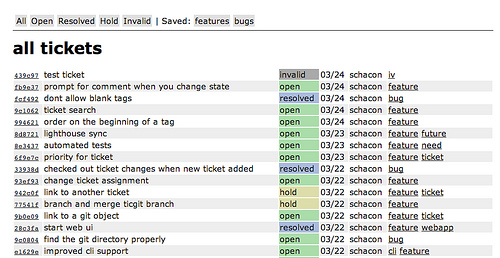 All Open Resolved Hold Invalid | Saved: features bugs
all tickets
439c97 test ticket invalid 03/24 schacon iv
fb9e37 prompt for comment when you change state open 03/24 schacon feature
fcf492 dont allow blank tags resolved 03/24 schacon bug
9c1062 ticket search open 03/24 schacon feature
994621 order on the beginning of a tag open 03/24 schacon feature
8d8721 lighthouse sync open 03/23 schacon feature future
8c3437 automated tests open 03/23 schacon feature need
6f9e7c priority for ticket open 03/23 schacon feature ticket
33938d checked out ticket changes when new ticket added resolved 03/22 schacon bug
93ef93 change ticket assignment open 03/22 schacon feature
942c0f link to another ticket hold 03/22 schacon feature ticket
77541f branch and merge ticgit branch hold 03/22 schacon feature
9b0e09 link to a git object open 03/22 schacon feature ticket
28c3fa start web ui resolved 03/22 schacon feature webapp
9c0804 find the git directory properly open 03/22 schacon bug
e1629e improved cli support open 03/22 schacon cli feature